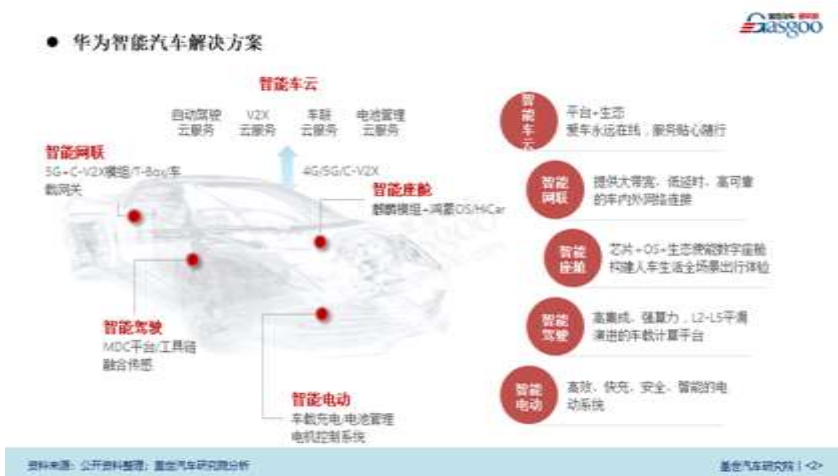 盖世汽车 研究院
Gasgoo
● 华为智能汽车解决方案
智能车云
自动驾驶 V2X 车联 电池管理
云服务 云服务 云服务 云服务
智能网联
5G+C-V2X模组/T-Box/车
载网关
4G/5G/C-V2X
智能座舱
麒麟模组+鸿蒙OS/HiCar
智能驾驶
MDC平台/工具链
融合传感
智能电动
车载充电/电池管理
电机控制系统
智能车云
平台+生态
爱车永远在线,服务贴心随行
智能
网联
提供大带宽、低延时、高可靠
的车内外网络连接
智能
座舱
芯片+OS+生态使能数字座舱
构建人车生活全场景出行体验
智能
驾驶
高集成、强算力,L2-L5平滑
演进的车载计算平台
智能
电动
高效、快充、安全、智能的电
动系统
资料来源:公开资料整理;盖世汽车研究院分析
盖世汽车研究院 | <2>